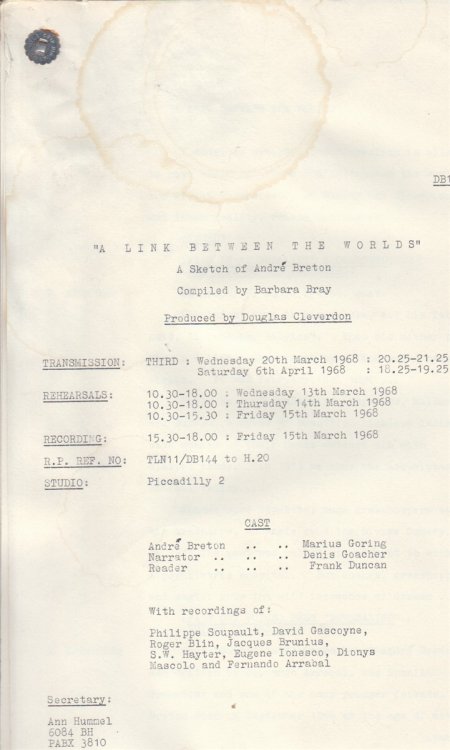 DB1
"A LINK BETWEEN THE WORLDS"
A Sketch of André Breton
Compiled by Barbara Bray
Produced by Douglas Cleverdon
TRANSMISSION: THIRD : Wednesday 20th March 1968 : 20.25-21.25
Saturday 6th April 1968 : 18.25-19.25
REHEARSALS: 10.30-18.00 : Wednesday 13th March 1968
10.30-18.00 : Thursday 14th March 1968
10.30-15.30 : Friday 15th March 1968
RECORDING: 15.30-18.00 : Friday 15th March 1968
R.P. REF. NO: TLN11/DB144 to H.20
STUDIO: Piccadilly 2
CAST
André Breton .. .. Marius Goring
Narrator .. .. Denis Goacher
Reader .. .. Frank Duncan
With recordings of:
Philippe Soupault, David Gascoyne,
Roger Blin, Jacques Brunius,
S.W. Hayter, Eugene Ionesco, Dionys
Mascolo and Fernando Arrabal
Secretary:
Ann Hummel
6084 BH
PABX 3810